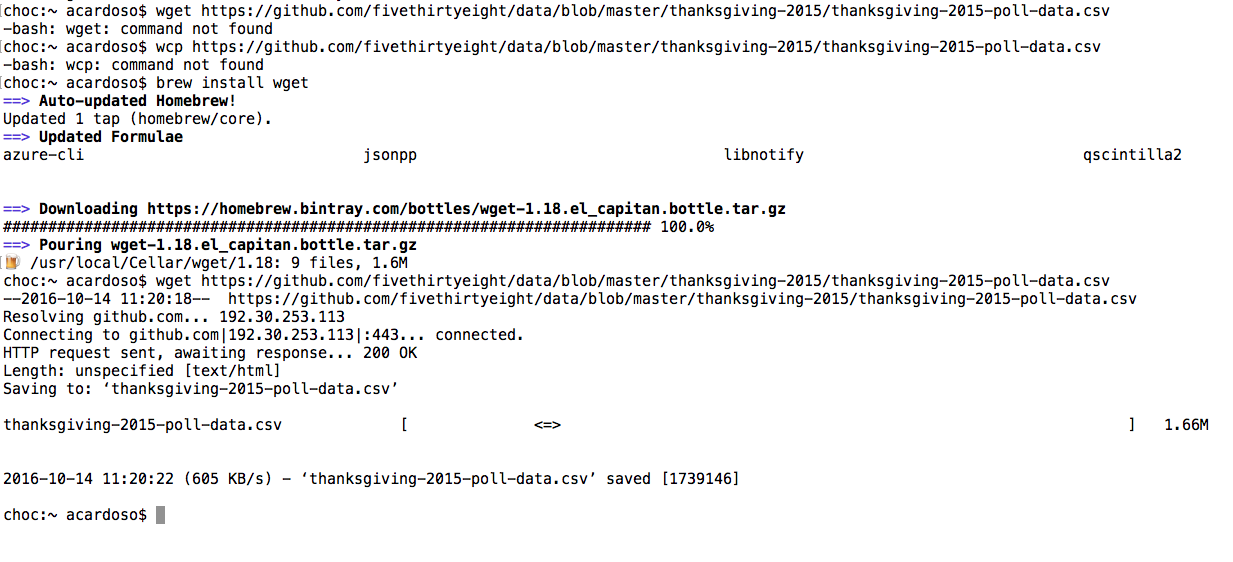 choc:~ acardoso$ wget https://github.com/fivethirtyeight/data/blob/master/thanksgiving-2015/thanksgiving-2015-poll-data.csv
-bash: wget: command not found
[choc:~ acardoso$ wcp https://github.com/fivethirtyeight/data/blob/master/thanksgiving-2015/thanksgiving-2015-poll-data.csv
-bash: wcp: command not found
[choc:~ acardoso$ brew install wget
==> Auto-updated Homebrew!
Updated 1 tap (homebrew/core).
==> Updated Formulae
azure-cli jsonpp libnotify qscintilla2
==> Downloading https://homebrew.bintray.com/bottles/wget-1.18.el_capitan.bottle.tar.gz
######################################################################## 100.0%
==> Pouring wget-1.18.el_capitan.bottle.tar.gz
🍺 /usr/local/Cellar/wget/1.18: 9 files, 1.6M
choc:~ acardoso$ wget https://github.com/fivethirtyeight/data/blob/master/thanksgiving-2015/thanksgiving-2015-poll-data.csv
--2016-10-14 11:20:18-- https://github.com/fivethirtyeight/data/blob/master/thanksgiving-2015/thanksgiving-2015-poll-data.csv
Resolving github.com... 192.30.253.113
Connecting to github.com|192.30.253.113|:443... connected.
HTTP request sent, awaiting response... 200 OK
Length: unspecified [text/html]
Saving to: ‘thanksgiving-2015-poll-data.csv’
thanksgiving-2015-poll-data.csv [ <=> ] 1.66M
2016-10-14 11:20:22 (605 KB/s) - ‘thanksgiving-2015-poll-data.csv’ saved [1739146]
choc:~ acardoso$